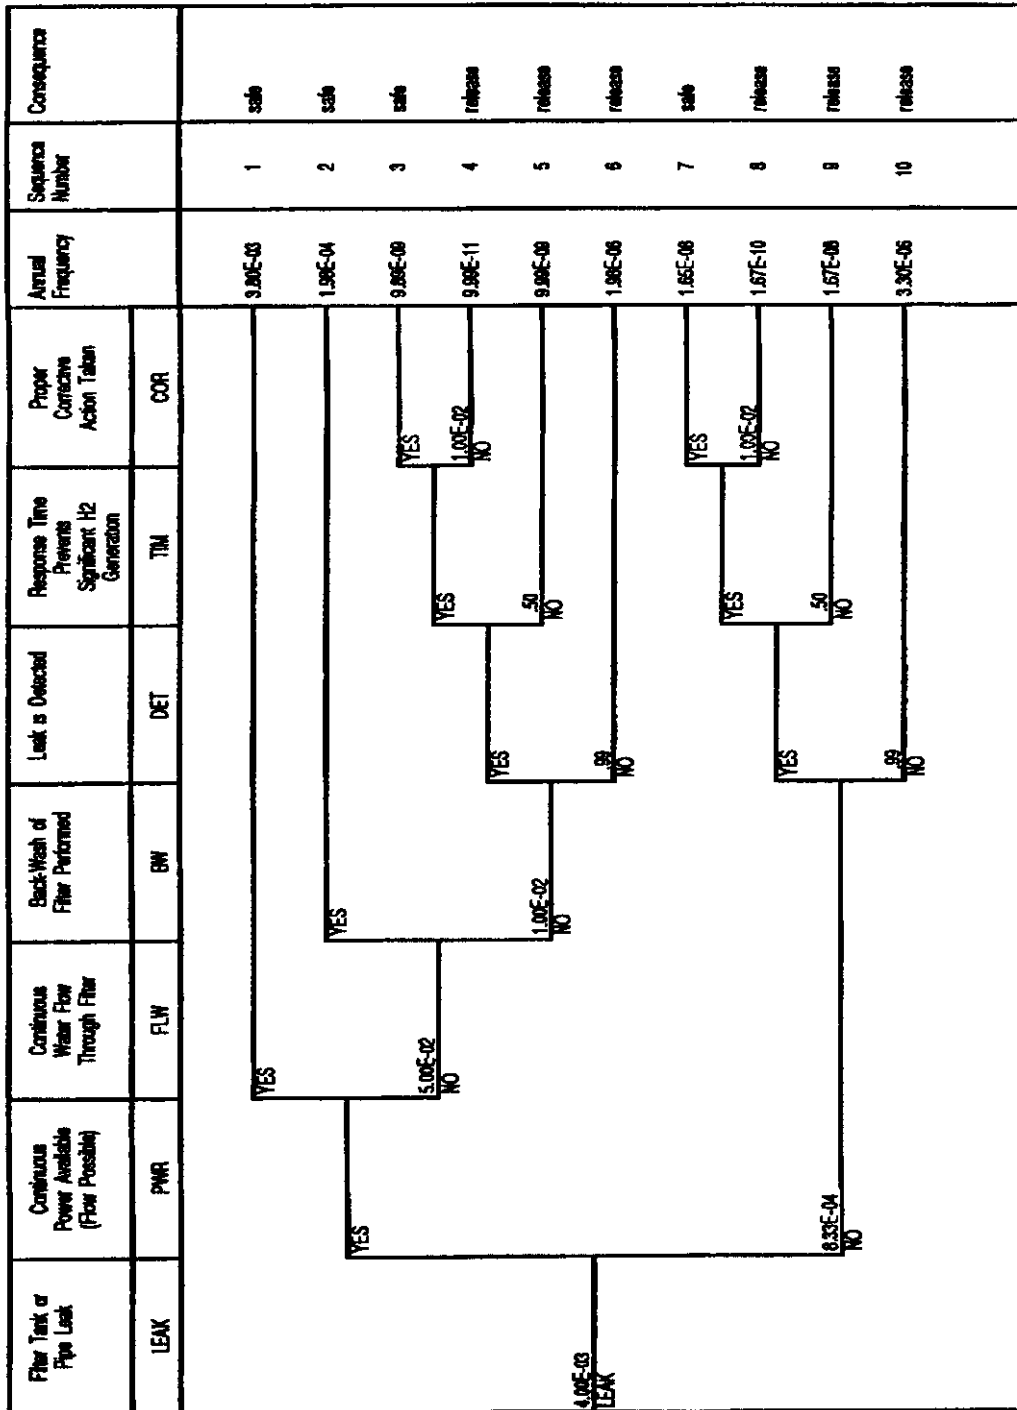 Filter Tank or
Pipe Leak
Continuous
Power Available
(Flow Possible)
Continuous
Water Flow
Through Filter
Back-Wash of
Filter Performed
Leak is Detected
Response Time
Prevents
Significant H2
Generation
Proper
Corrective
Action Taken
Annual
Frequency
Sequence
Number
Consequence
LEAK
PWR
FLW
BW
DET
TIM
COR
YES
3.80E-03
1
safe
YES
1.98E-04
2
safe
YES
9.89E-09
3
safe
YES
YES
1.00E-02
NO
9.99E-11
4
release
YES
.50
NO
9.99E-09
5
release
5.00E-02
NO
1.00E-02
NO
.99
NO
1.98E-06
6
release
4.00E-03
LEAK
YES
1.65E-08
7
safe
YES
1.00E-02
NO
1.67E-10
8
release
YES
.50
NO
1.67E-08
9
release
8.33E-04
NO
.99
NO
3.30E-06
10
release